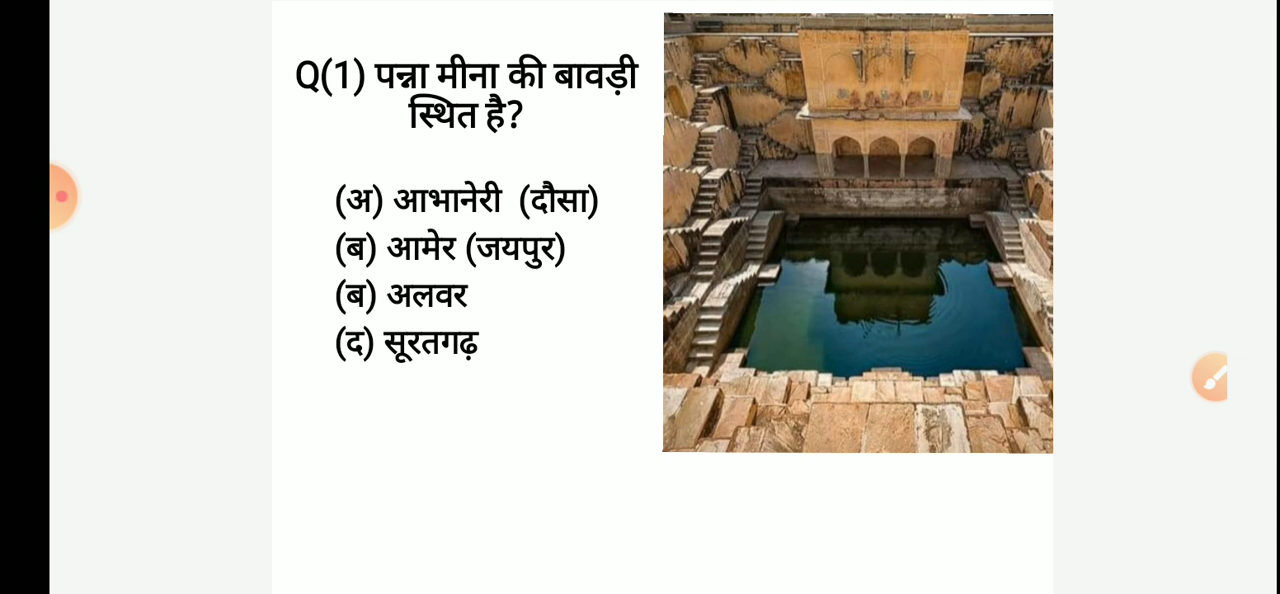 Q(1) पन्ना मीना की बावड़ी
स्थित है?
(अ) आभानेरी (दौसा)
(ब) आमेर (जयपुर)
(ब) अलवर
(द) सूरतगढ़